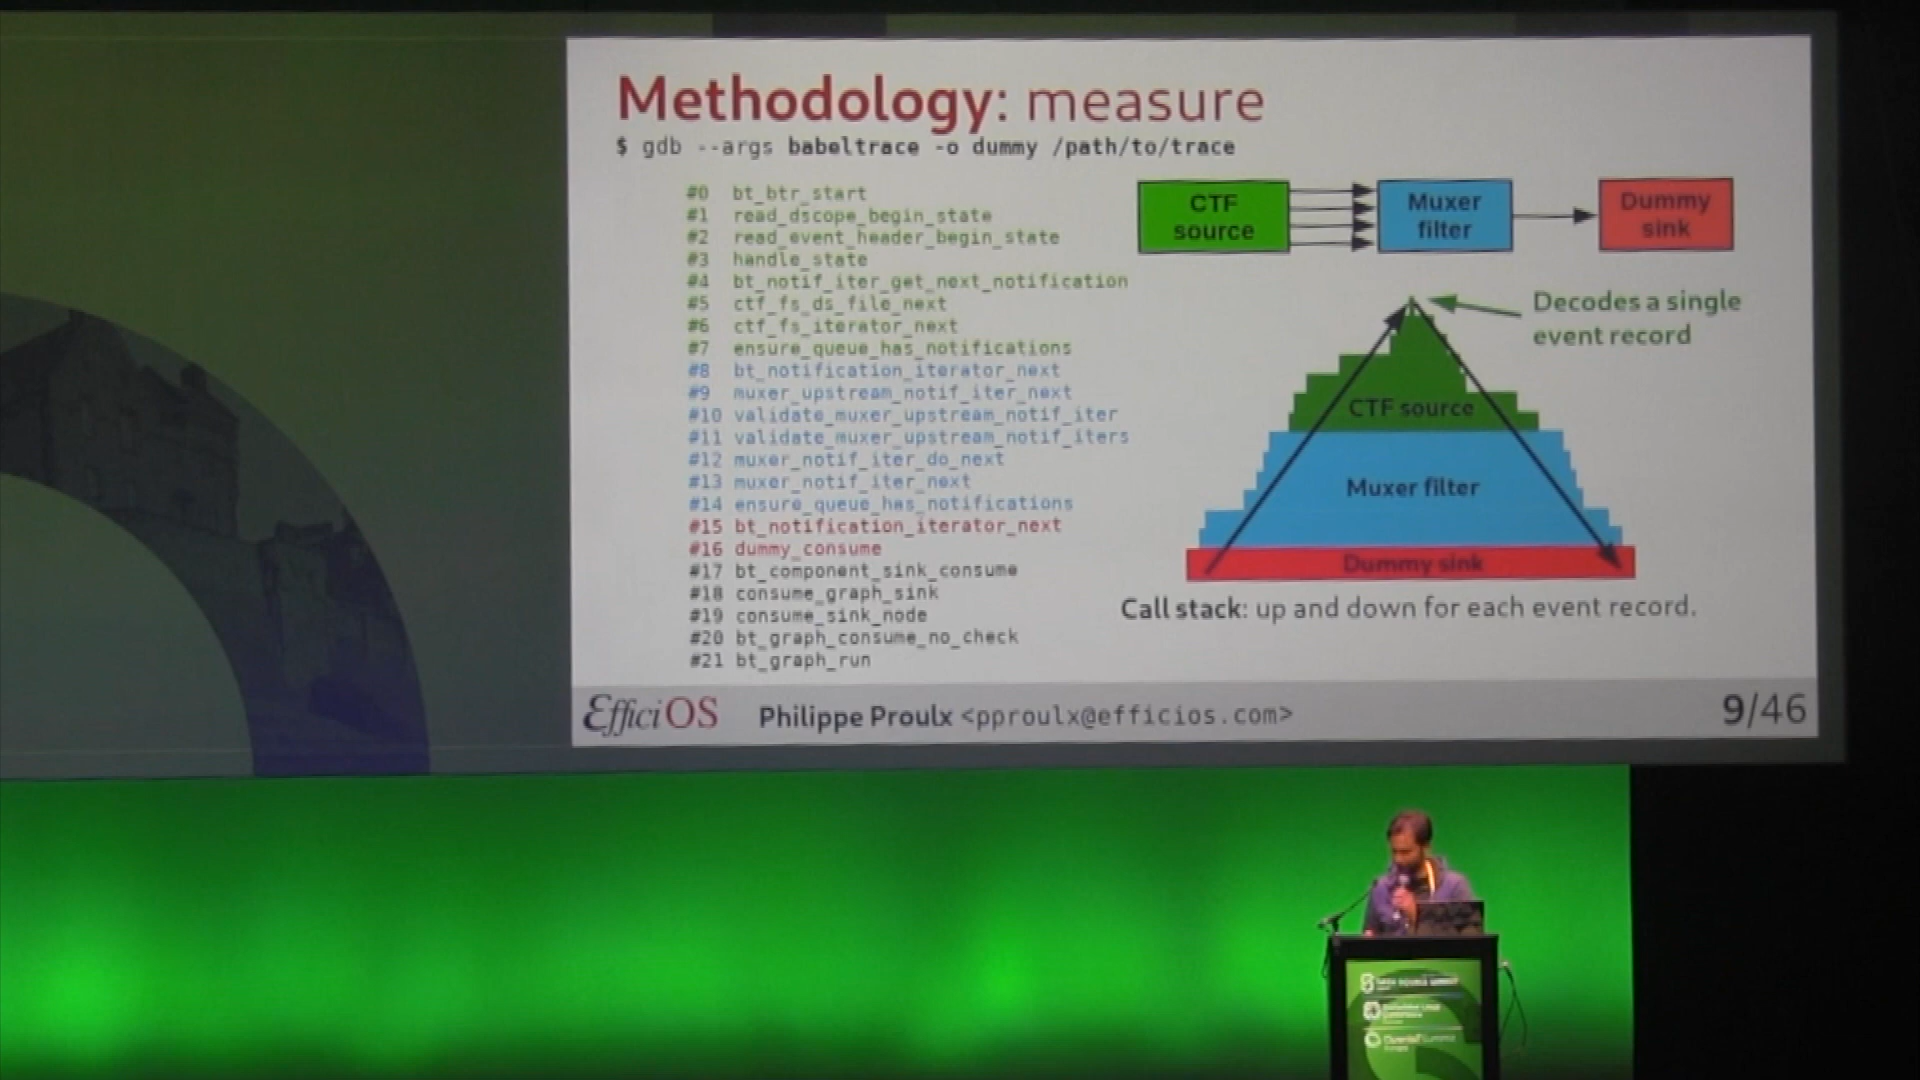 Methodology: measure
$ gdb --args babeltrace -o dummy /path/to/trace
#0 bt_btr_start
#1 read_dscope_begin_state
#2 read_event_header_begin_state
#3 handle_state
#4 bt_notif_iter_get_next_notification
#5 ctf_fs_ds_file_next
#6 ctf_fs_iterator_next
#7 ensure_queue_has_notifications
#8 bt_notification_iterator_next
#9 muxer_upstream_notif_iter_next
#10 validate_muxer_upstream_notif_iter
#11 validate_muxer_upstream_notif_iters
#12 muxer_notif_iter_do_next
#13 muxer_notif_iter_next
#14 ensure_queue_has_notifications
#15 bt_notification_iterator_next
#16 dummy_consume
#17 bt_component_sink_consume
#18 consume_graph_sink
#19 consume_sink_node
#20 bt_graph_consume_no_check
#21 bt_graph_run
CTF
source
Muxer
filter
Dummy
sink
Decodes a single
event record
CTF source
Muxer filter
Dummy sink
Call stack: up and down for each event record.
EfficiOS
Philippe Proulx <pproulx@efficios.com>
9/46